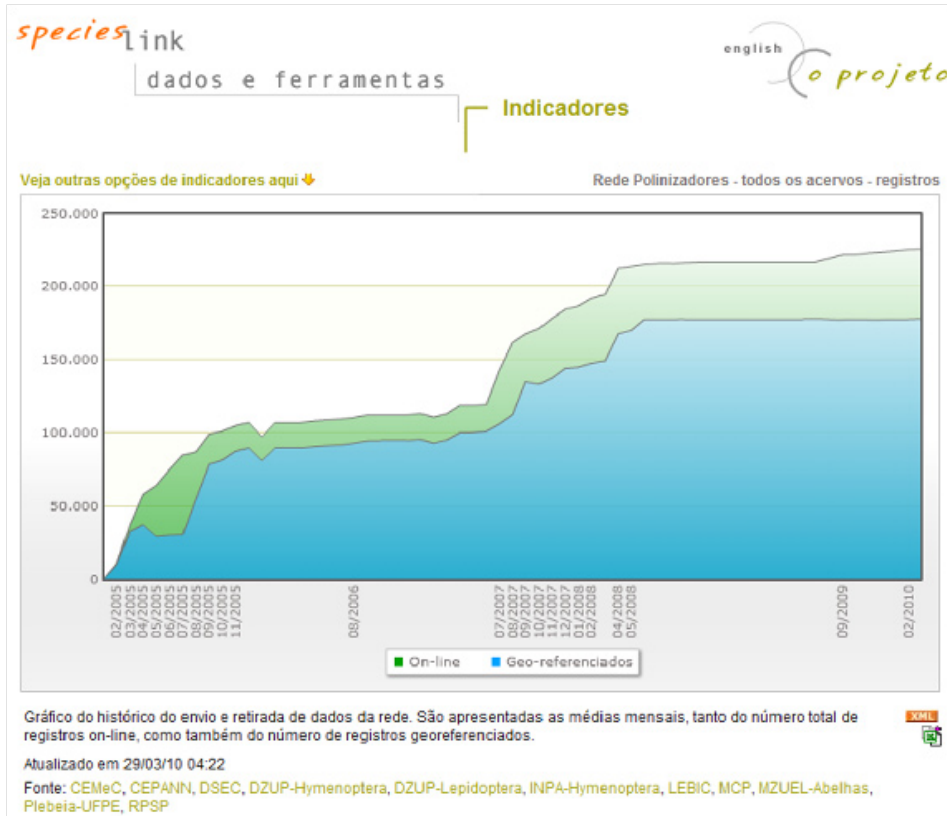 specieslink
dados e ferramentas
Indicadores
english
o projeto
Veja outras opções de indicadores aqui
Rede Polinizadores - todos os acervos - registros
250.000
200.000
150.000
100.000
50.000
0
02/2005
03/2005
04/2005
05/2005
06/2005
07/2005
08/2005
09/2005
10/2005
11/2005
08/2006
07/2007
08/2007
09/2007
10/2007
11/2007
12/2007
01/2008
02/2008
04/2008
05/2008
09/2009
02/2010
On-line
Geo-referenciados
Gráfico do histórico do envio e retirada de dados da rede. São apresentadas as médias mensais, tanto do número total de
registros on-line, como também do número de registros georeferenciados.
XML
Atualizado em 29/03/10 04:22
Fonte: CEMeC, CEPANN, DSEC, DZUP-Hymenoptera, DZUP-Lepidoptera, INPA-Hymenoptera, LEBIC, MCP, MZUEL-Abelhas,
Plebeia-UFPE, RPSP